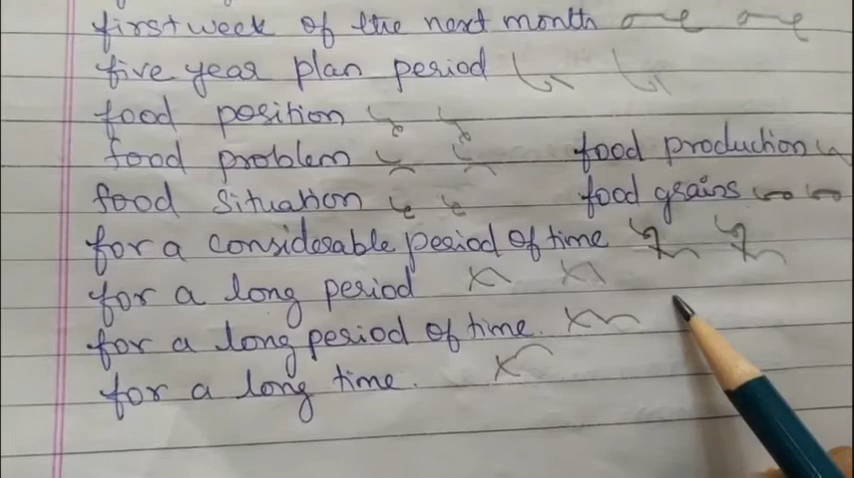 first week of the next month
five year plan period
food position
food problem food production
food situation food grains
for a considerable period of time
for a long period
for a long period of time.
for a long time.